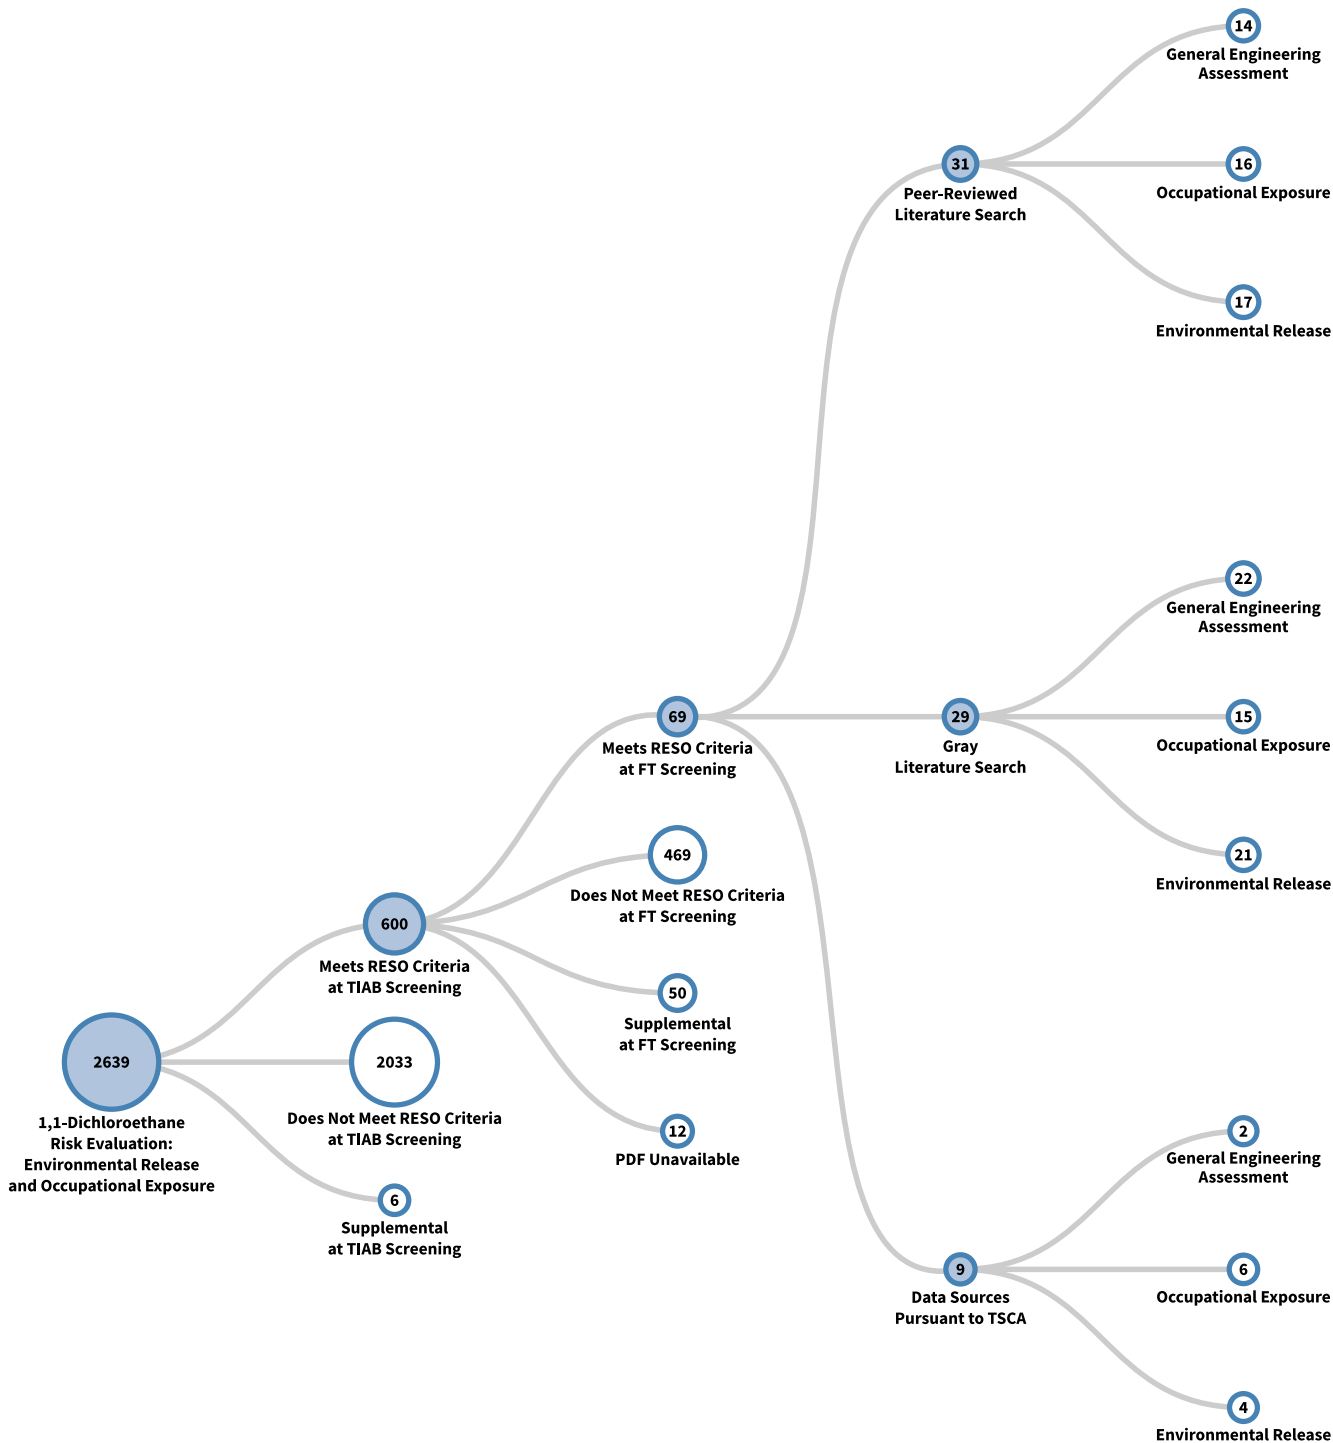 14
General Engineering
Assessment
31
Peer-Reviewed
Literature Search
16
Occupational Exposure
17
Environmental Release
22
General Engineering
Assessment
69
Meets RESO Criteria
at FT Screening
29
Gray
Literature Search
15
Occupational Exposure
21
Environmental Release
469
Does Not Meet RESO Criteria
at FT Screening
600
Meets RESO Criteria
at TIAB Screening
50
Supplemental
at FT Screening
2639
1,1-Dichloroethane
Risk Evaluation:
Environmental Release
and Occupational Exposure
2033
Does Not Meet RESO Criteria
at TIAB Screening
12
PDF Unavailable
6
Supplemental
at TIAB Screening
2
General Engineering
Assessment
9
Data Sources
Pursuant to TSCA
6
Occupational Exposure
4
Environmental Release